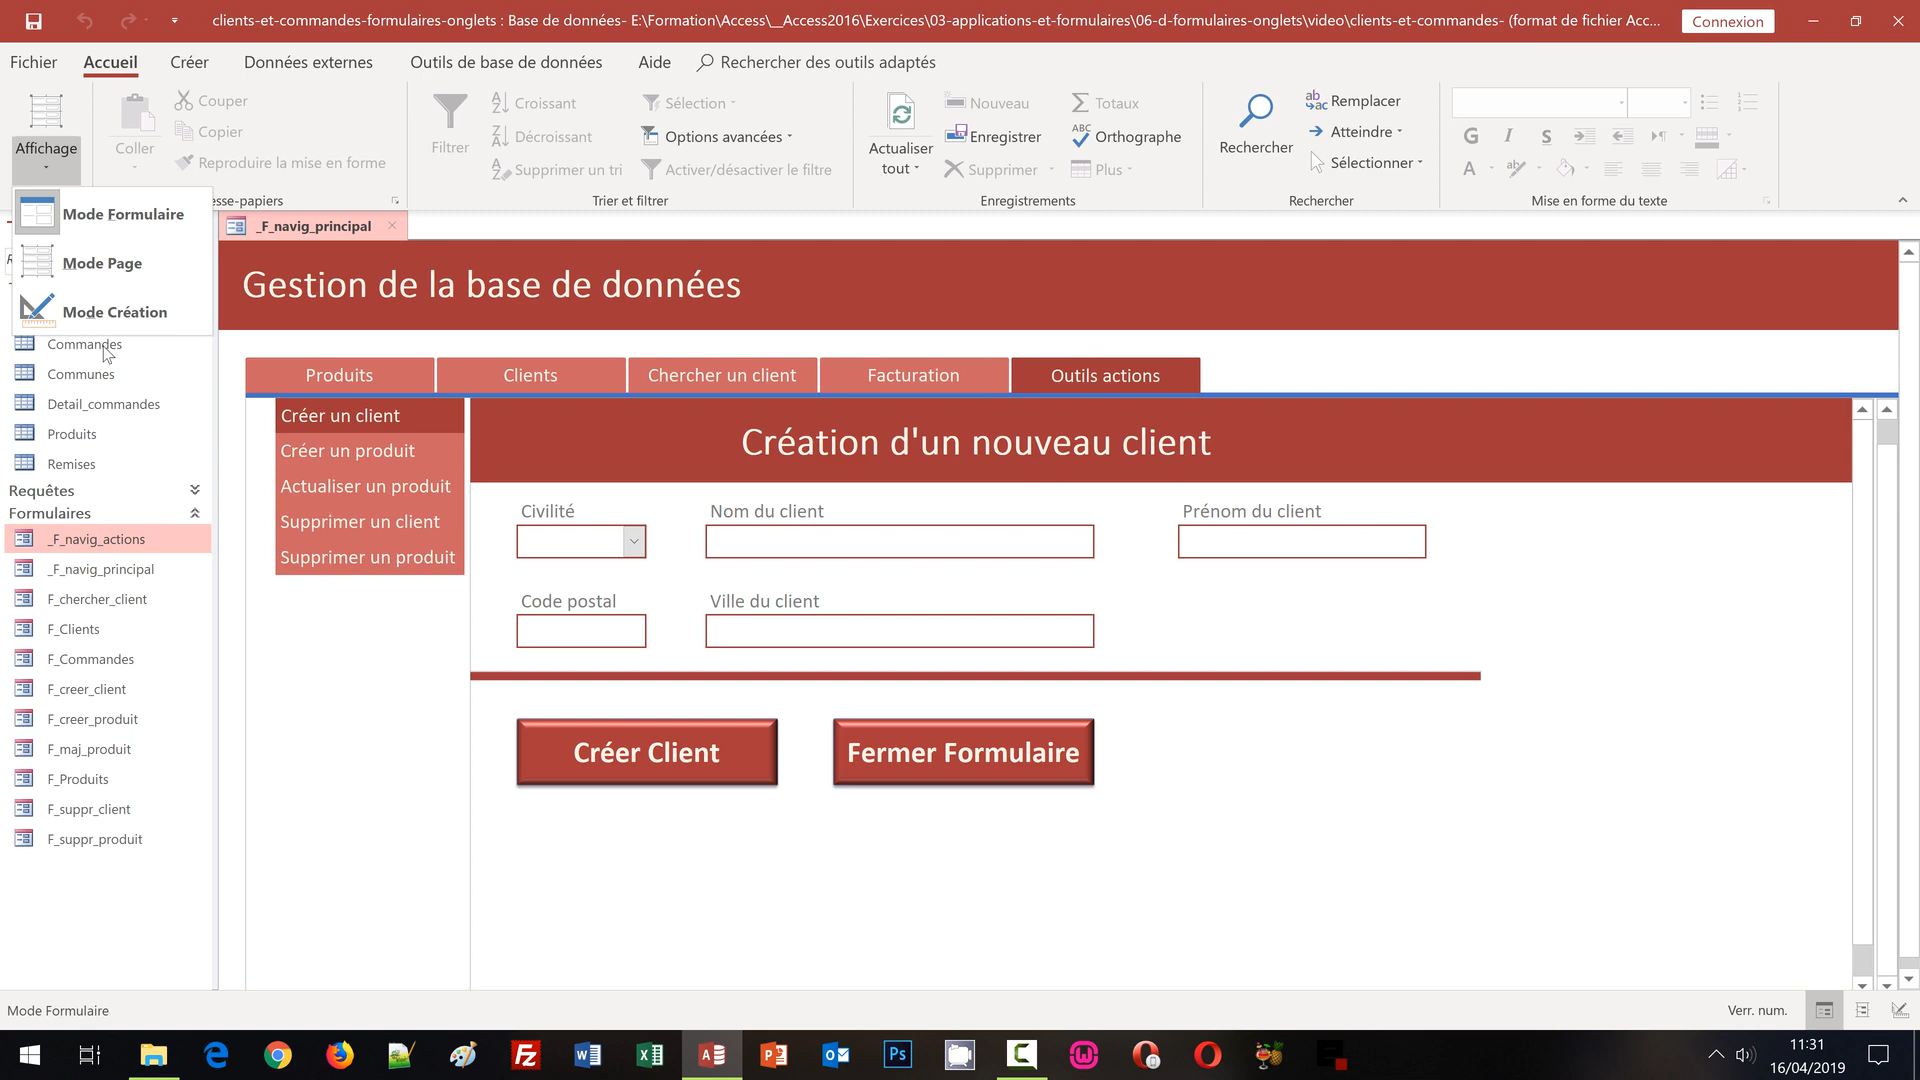 clients-et-commandes-formulaires-onglets : Base de données- E:\Formation\Access\__Access2016\Exercices\03-applications-et-formulaires\06-d-formulaires-onglets\video\clients-et-commandes- (format de fichier Acc...
Connexion
Fichier Accueil Créer Données externes Outils de base de données Aide Rechercher des outils adaptés
Affichage
Coller
Couper
Copier
Reproduire la mise en forme
esse-papiers
Filtrer
Croissant
Décroissant
Supprimer un tri
Sélection
Options avancées
Activer/désactiver le filtre
Trier et filtrer
Actualiser
tout
Nouveau
Enregistrer
Supprimer
Totaux
Orthographe
Plus
Enregistrements
Rechercher
Remplacer
Atteindre
Sélectionner
Rechercher
G I S
A
Mise en forme du texte
Mode Formulaire
Mode Page
Mode Création
Commandes
Communes
Detail_commandes
Produits
Remises
Requêtes
Formulaires
_F_navig_actions
_F_navig_principal
F_chercher_client
F_Clients
F_Commandes
F_creer_client
F_creer_produit
F_maj_produit
F_Produits
F_suppr_client
F_suppr_produit
_F_navig_principal
Gestion de la base de données
Produits Clients Chercher un client Facturation Outils actions
Créer un client
Créer un produit
Actualiser un produit
Supprimer un client
Supprimer un produit
Création d'un nouveau client
Civilité Nom du client Prénom du client
Code postal Ville du client
Créer Client Fermer Formulaire
Mode Formulaire
Verr. num.
11:31
16/04/2019